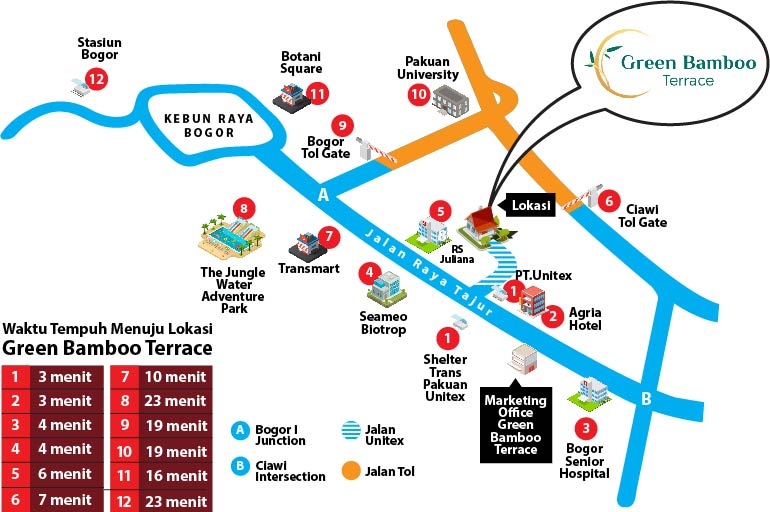 Stasiun
Bogor
12
KEBUN RAYA
BOGOR
Botani
Square
11
Pakuan
University
10
Green Bamboo
Terrace
9
Bogor
Tol Gate
A
Lokasi
6
Ciawi
Tol Gate
8
The Jungle
Water
Adventure
Park
7
Transmart
5
RS
Juliana
Jalan Raya Tajur
4
Seameo
Biotrop
PT.Unitex
1
2
Agria
Hotel
1
Shelter
Trans
Pakuan
Unitex
Marketing
Office
Green
Bamboo
Terrace
3
Bogor
Senior
Hospital
B
Waktu Tempuh Menuju Lokasi
Green Bamboo Terrace
1 3 menit 7 10 menit
2 3 menit 8 23 menit
3 4 menit 9 19 menit
4 4 menit 10 19 menit
5 6 menit 11 16 menit
6 7 menit 12 23 menit
A Bogor I
Junction
Jalan
Unitex
B Ciawi
Intersection
Jalan Tol